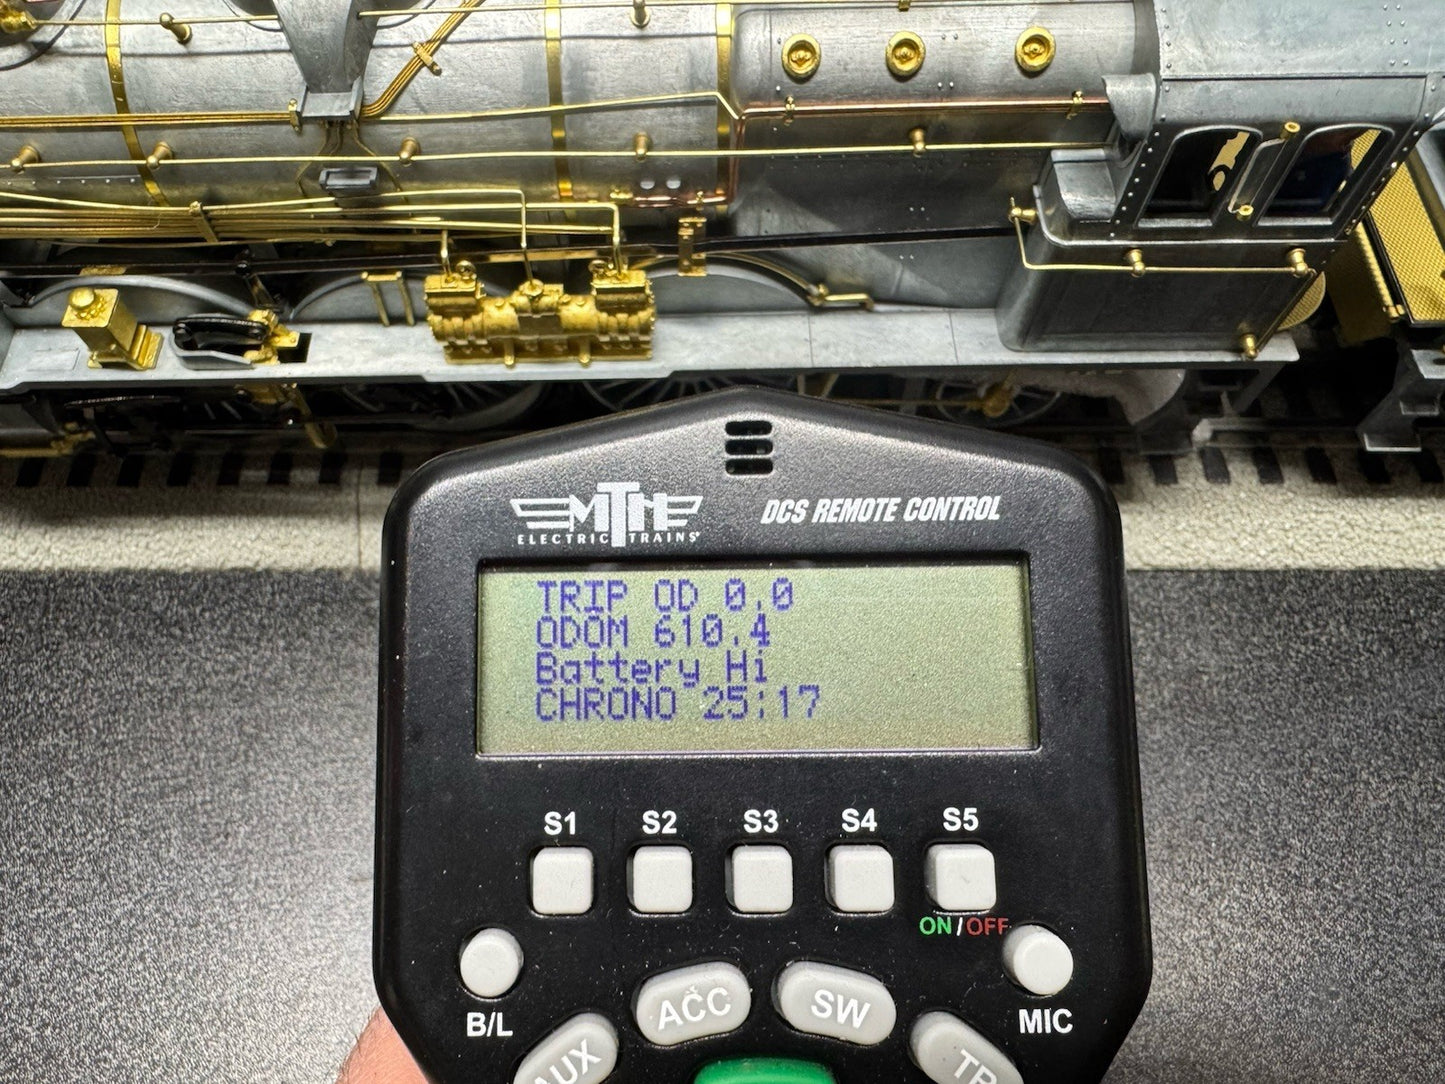 MTH
ELECTRIC TRAINS
DCS REMOTE CONTROL
TRIP OD 0.0
ODOM 610.4
Battery Hi
CHRONO 25:17
S1 S2 S3 S4 S5
ON/OFF
B/L ACC SW MIC
AUX